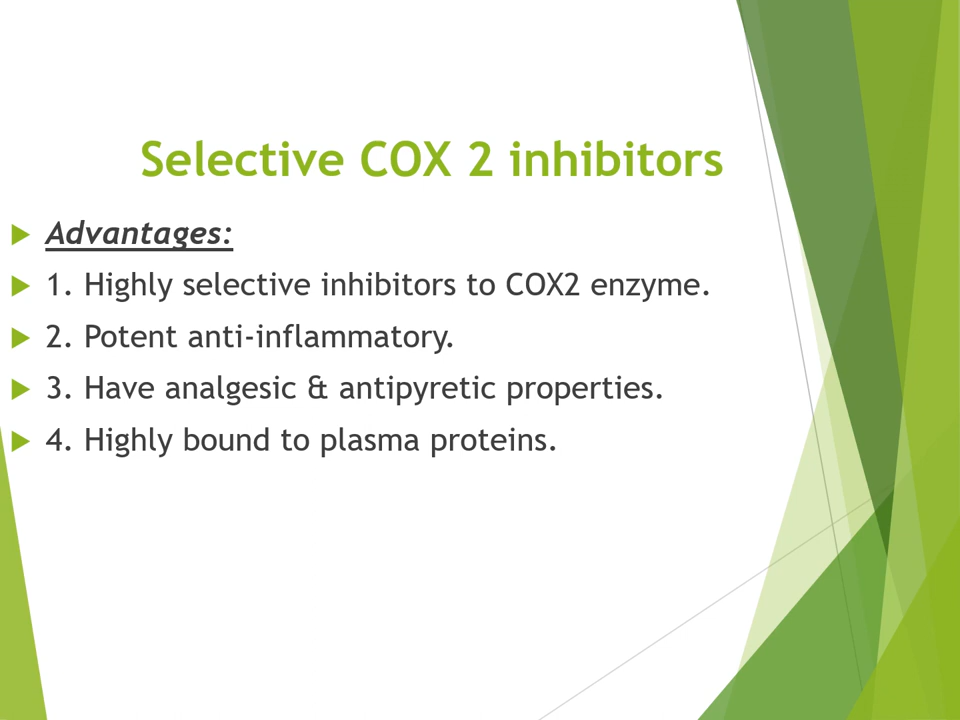 Selective COX 2 inhibitors
Advantages:
1. Highly selective inhibitors to COX2 enzyme.
2. Potent anti-inflammatory.
3. Have analgesic & antipyretic properties.
4. Highly bound to plasma proteins.